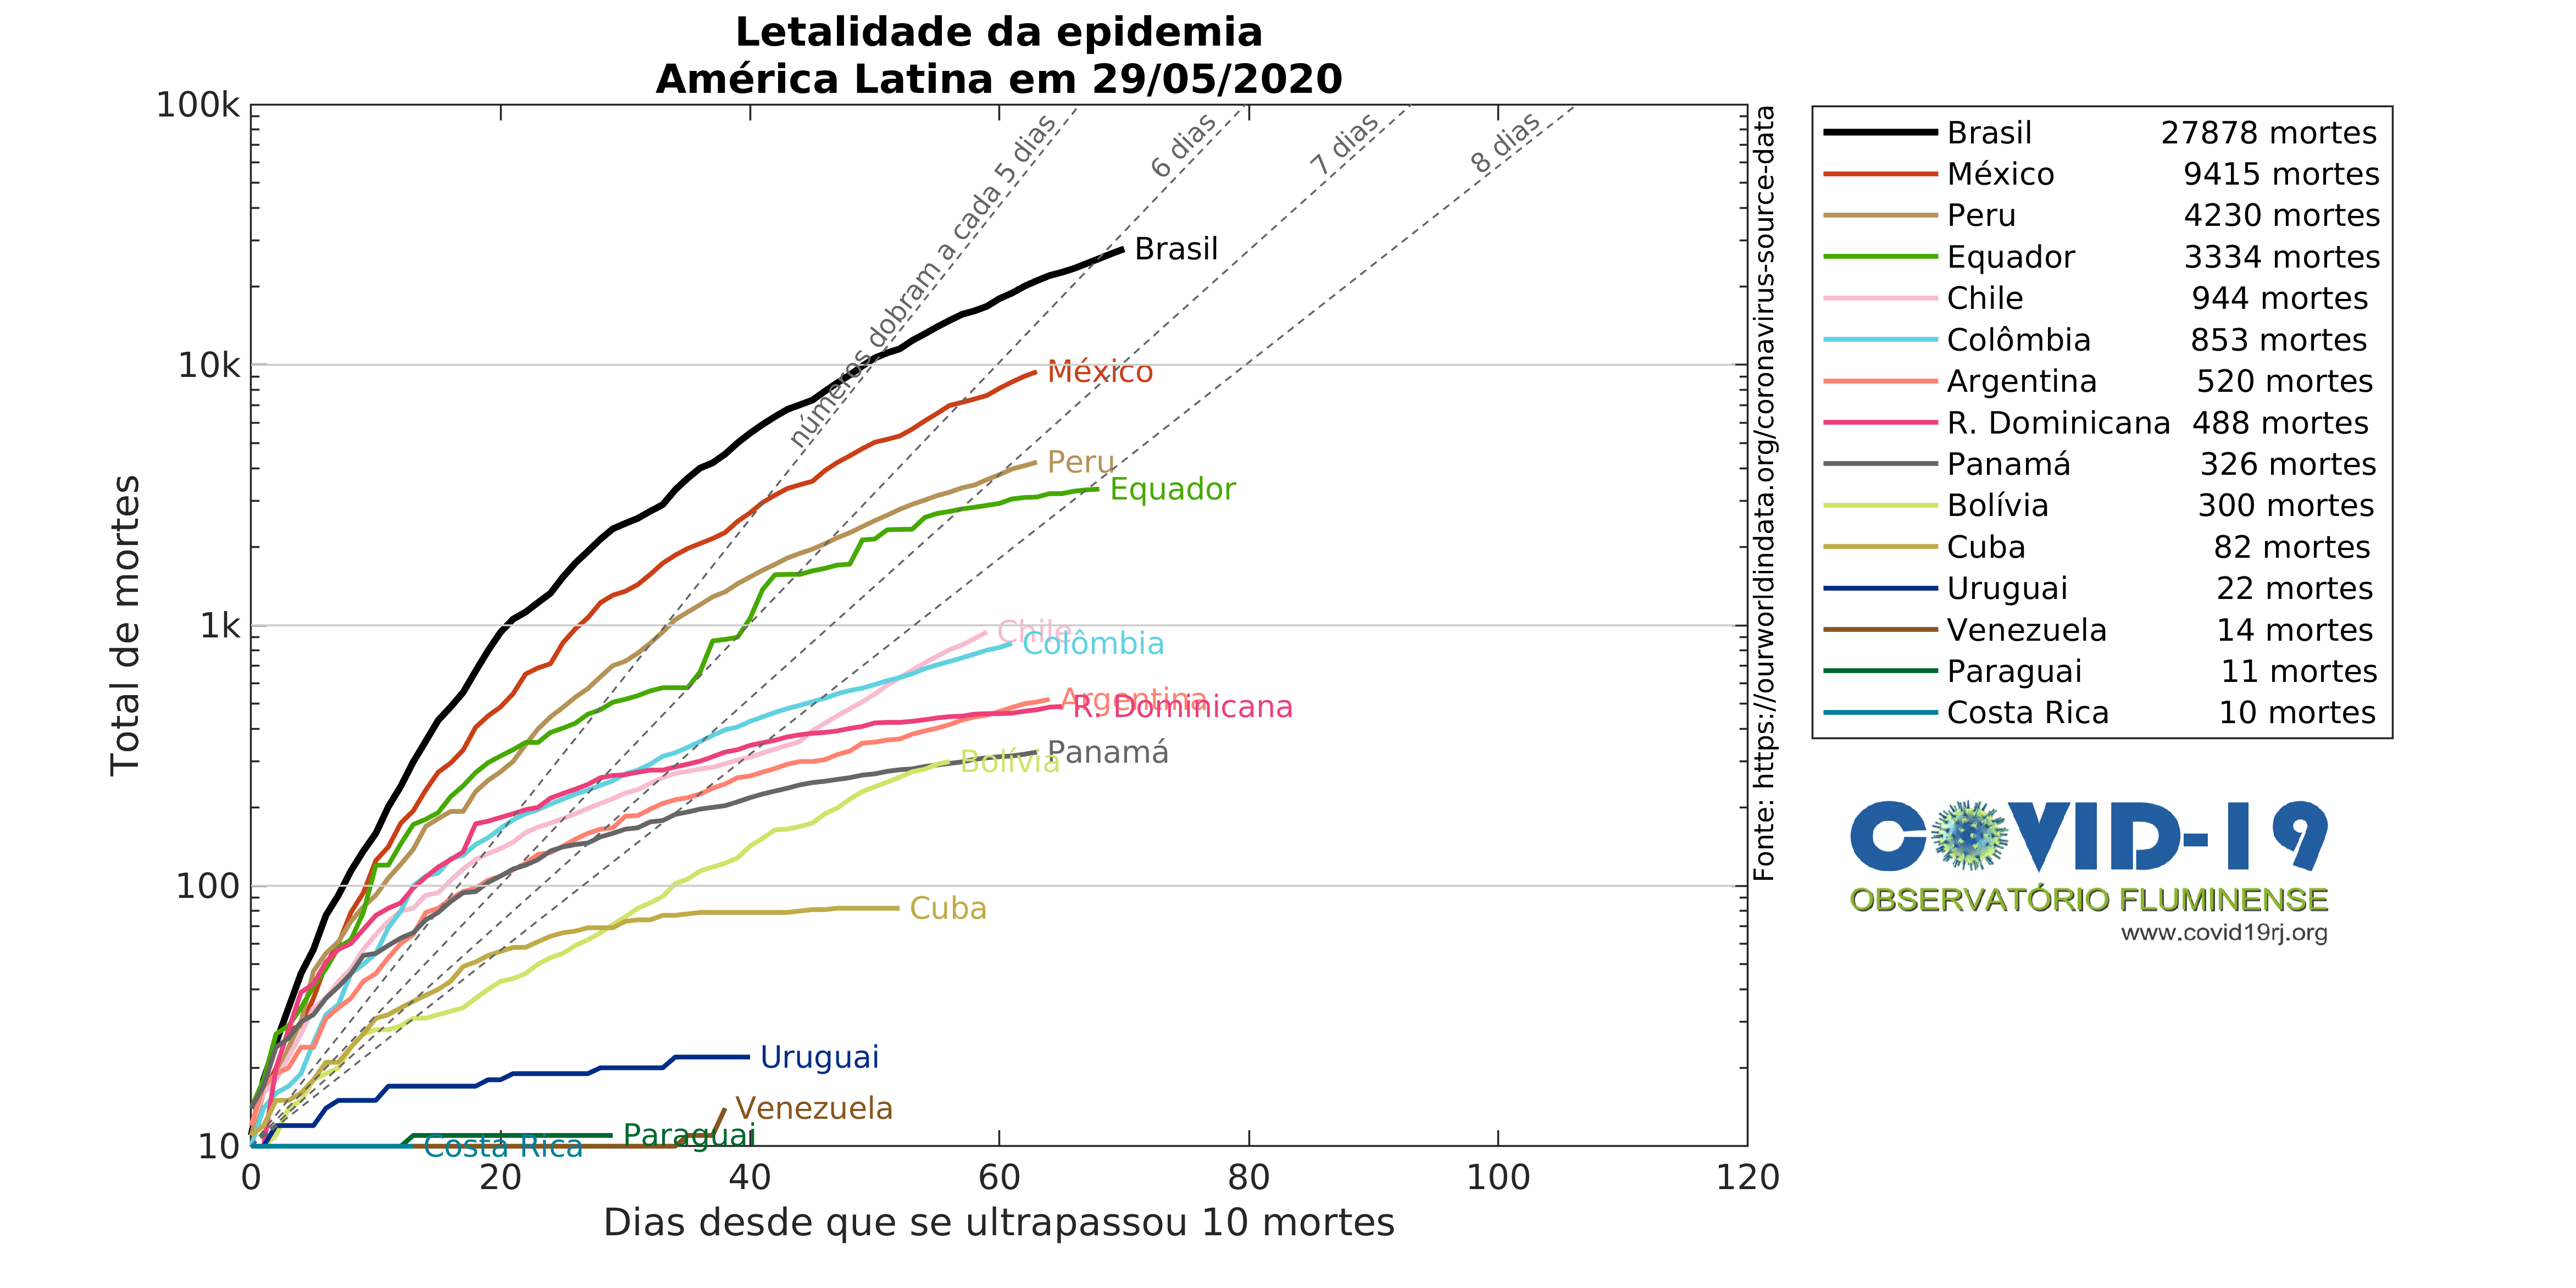 Letalidade da epidemia
América Latina em 29/05/2020
Total de mortes
100k
10k
1k
100
10
0 20 40 60 80 100 120
Dias desde que se ultrapassou 10 mortes
números dobram a cada 5 dias
6 dias
7 dias
8 dias
Brasil
México
Peru
Equador
Chile
Colômbia
Argentina
R. Dominicana
Panamá
Bolívia
Cuba
Uruguai
Venezuela
Paraguai
Costa Rica
Fonte: https://ourworldindata.org/coronavirus-source-data
Brasil 27878 mortes
México 9415 mortes
Peru 4230 mortes
Equador 3334 mortes
Chile 944 mortes
Colômbia 853 mortes
Argentina 520 mortes
R. Dominicana 488 mortes
Panamá 326 mortes
Bolívia 300 mortes
Cuba 82 mortes
Uruguai 22 mortes
Venezuela 14 mortes
Paraguai 11 mortes
Costa Rica 10 mortes
COVID-19
OBSERVATÓRIO FLUMINENSE
www.covid19rj.org